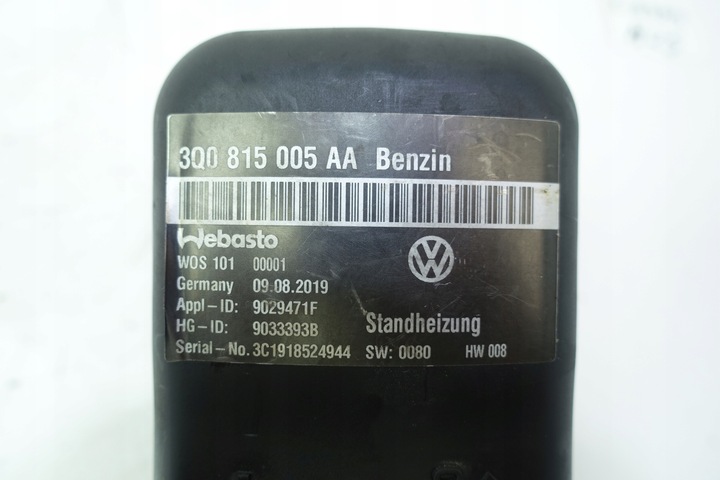 3Q0 815 005 AA Benzin
Webasto
WOS 101 00001
Germany 09.08.2019
Appl-ID: 9029471F
HG-ID: 9033393B Standheizung
Serial-No. 3C1918524944 SW: 0080 HW 008